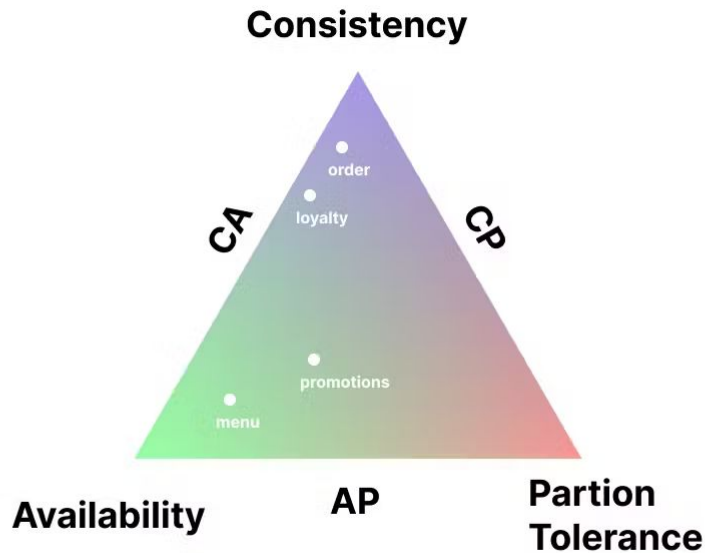 Consistency
order
loyalty
CA
CP
promotions
menu
Availability
AP
Partion
Tolerance